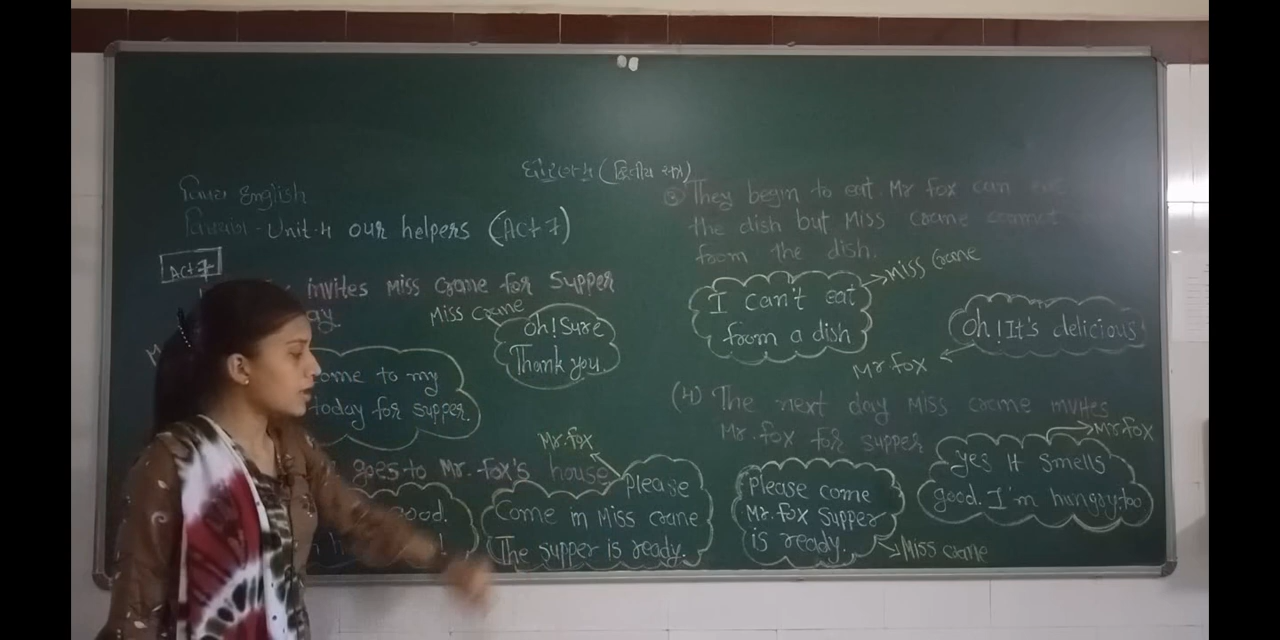 ધોરણ-૫ (દ્વિતીય સત્ર)
વિષય English
વિષયાંગ - Unit-4 our helpers (Act 7)
Act 7
invites Miss Crane for Supper
Miss Crane
oh! Sure
Thank you.
ome to my
today for supper.
goes to Mr. Fox's house
Mr. fox
good.
Please
Come in Miss Crane
The supper is ready.
They begin to eat. Mr Fox can eat
the dish but Miss Crane cannot
from the dish.
Miss Crane
I can't eat
from a dish
Oh! It's delicious
Mr Fox
(4) The next day Miss Crane invites
Mr. fox for supper
Mr. Fox
Please come
Mr. Fox Supper
is ready.
Miss Crane
yes It smells
good. I'm hungry too